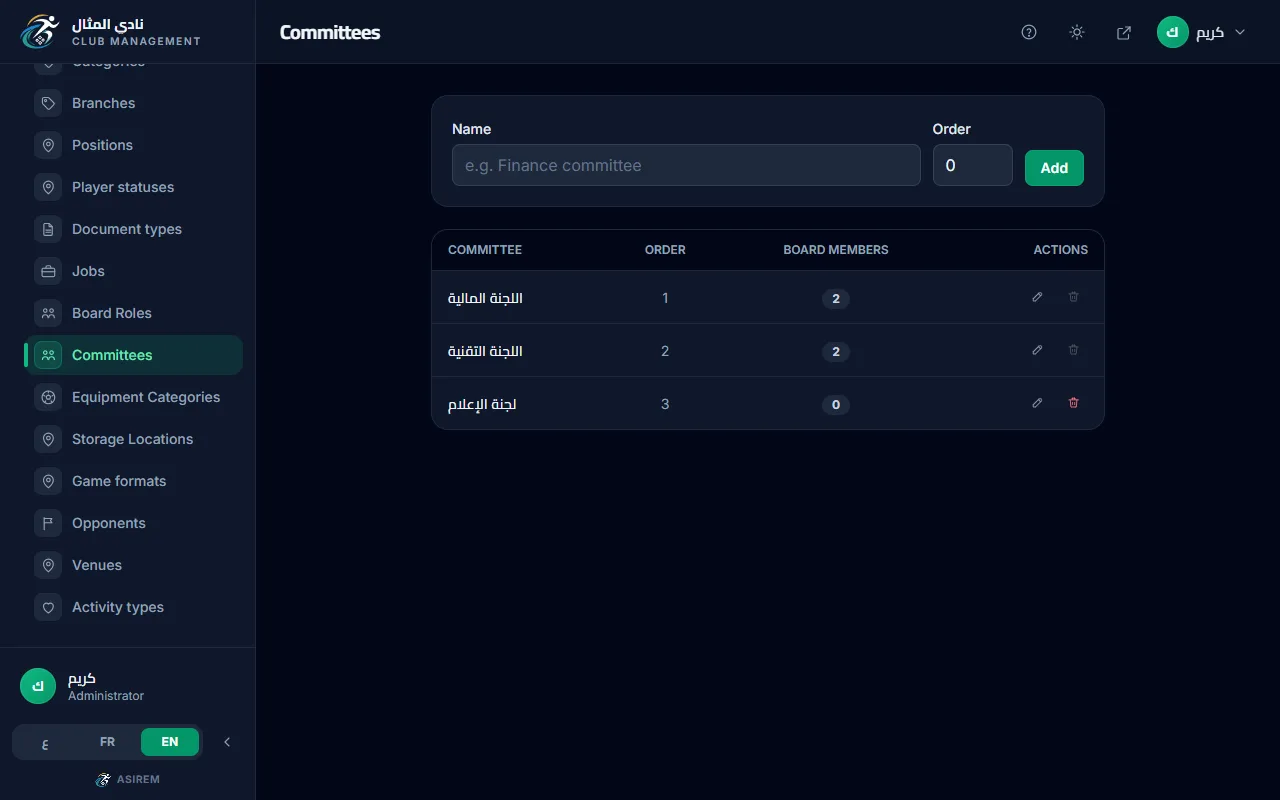 نادي المثال
CLUB MANAGEMENT
Committees
ك
كريم
Categories
Branches
Positions
Player statuses
Document types
Jobs
Board Roles
Committees
Equipment Categories
Storage Locations
Game formats
Opponents
Venues
Activity types
ك
كريم
Administrator
ع FR EN
ASIREM
Name Order
e.g. Finance committee 0 Add
COMMITTEE ORDER BOARD MEMBERS ACTIONS
اللجنة المالية 1 2
اللجنة التقنية 2 2
لجنة الإعلام 3 0